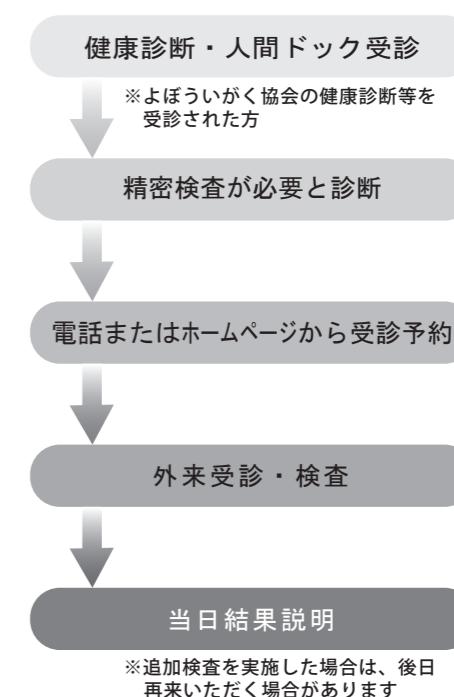 健康診断・人間ドック受診
※よぼういがく協会の健康診断等を
受診された方
精密検査が必要と診断
電話またはホームページから受診予約
外来受診・検査
当日結果説明
※追加検査を実施した場合は、後日
再来いただく場合があります